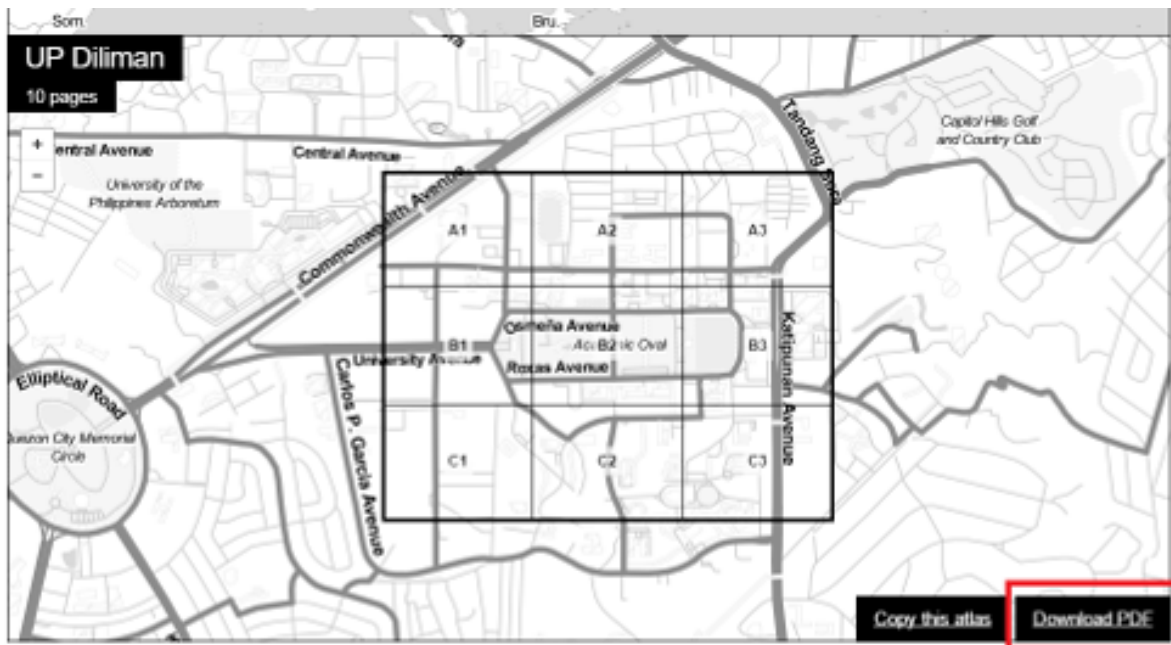 Som.
Bru.
UP Diliman
10 pages
+
-
entral Avenue
Central Avenue
University of the
Philippines Arboretum
Commonwealth Avenue
Tandang Sora
Capitol Hills Golf
and Country Club
A1
A2
A3
Osmeña Avenue
B1
B2
B3
University Avenue
Roxas Avenue
Katipunan Avenue
Carlos P. Garcia Avenue
Elliptical Road
Quezon City Memorial
Circle
C1
C2
C3
Copy this atlas
Download PDF